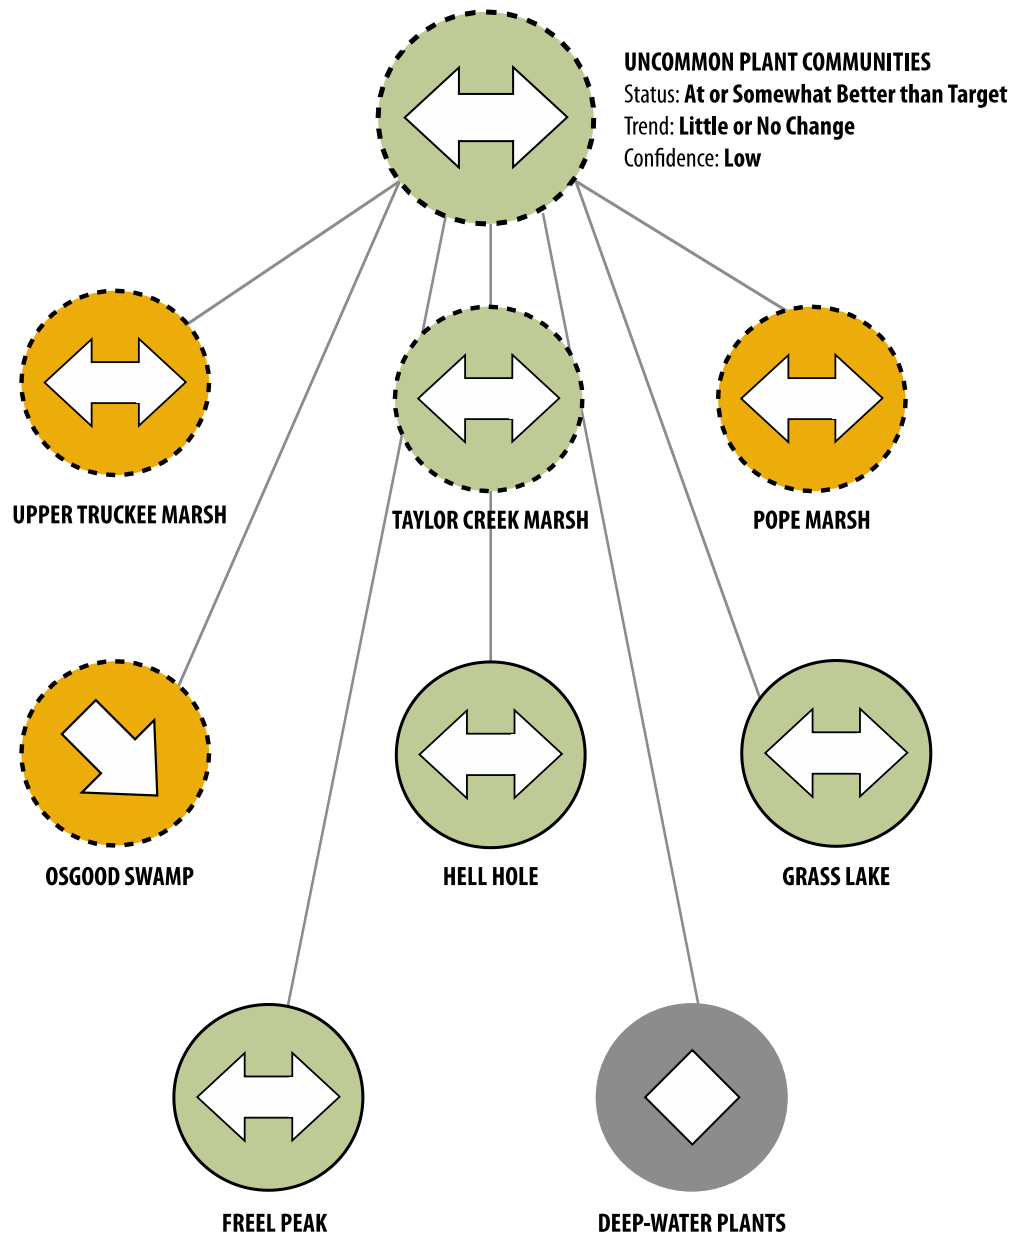 UNCOMMON PLANT COMMUNITIES
Status: At or Somewhat Better than Target
Trend: Little or No Change
Confidence: Low
UPPER TRUCKEE MARSH
TAYLOR CREEK MARSH
POPE MARSH
OSGOOD SWAMP
HELL HOLE
GRASS LAKE
FREEL PEAK
DEEP-WATER PLANTS